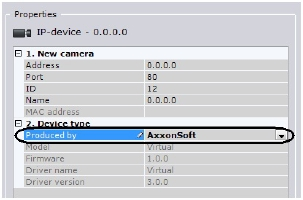 Properties
IP-device - 0.0.0.0
1. New camera
Address 0.0.0.0
Port 80
ID 12
Name 0.0.0.0
MAC address
2. Device type
Produced by AxxonSoft
Model Virtual
Firmware 1.0.0
Driver name Virtual
Driver version 3.0.0